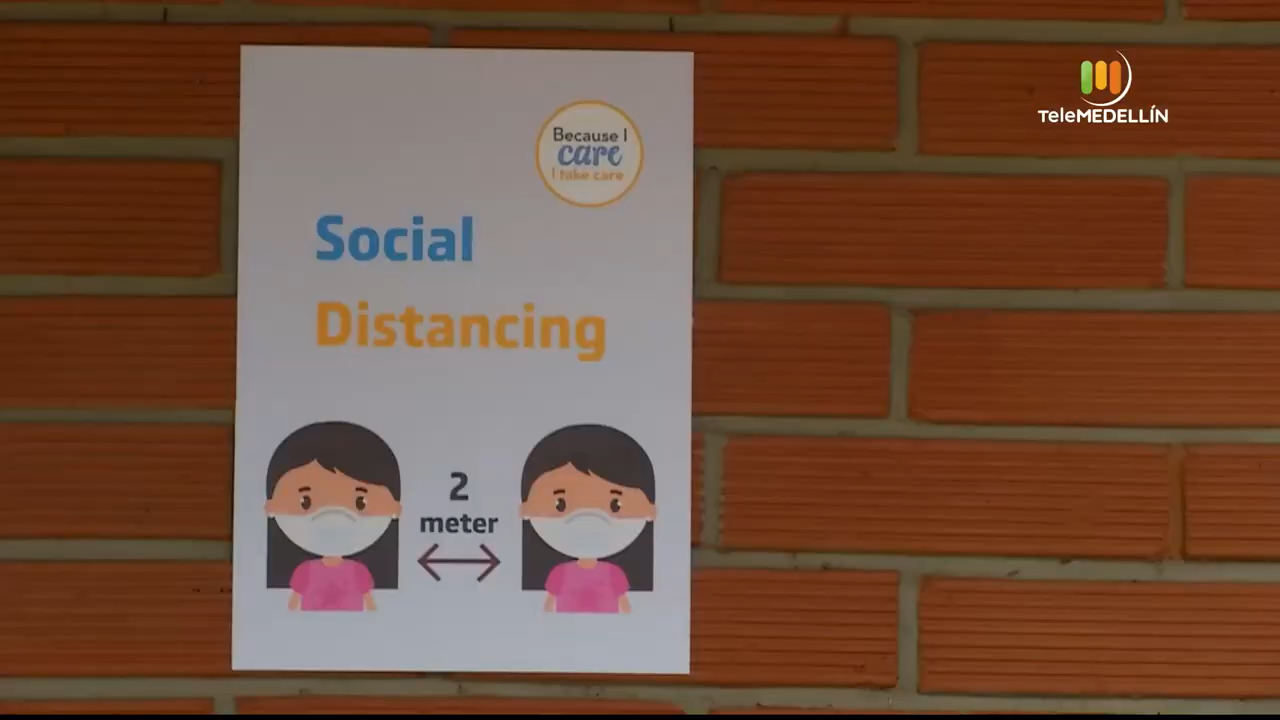 TeleMEDELLÍN
Because I
care
I take care
Social
Distancing
2
meter